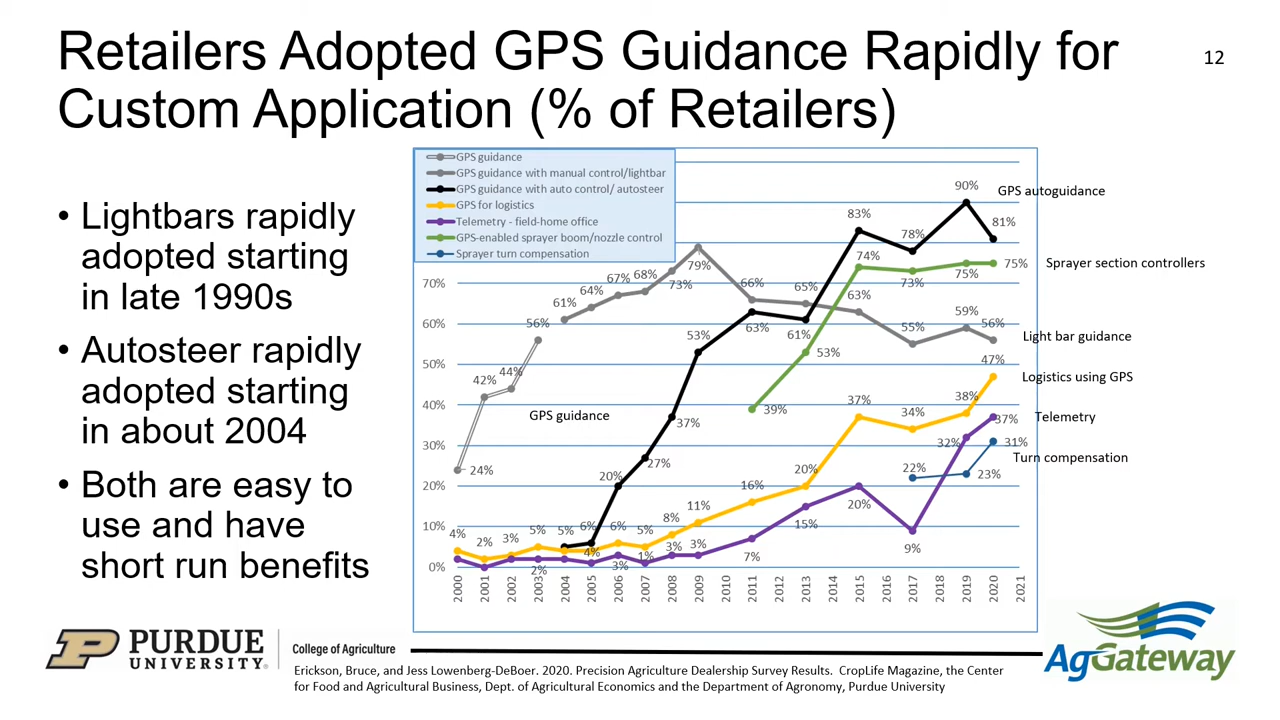 Retailers Adopted GPS Guidance Rapidly for
Custom Application (% of Retailers)
12
• Lightbars rapidly
adopted starting
in late 1990s
• Autosteer rapidly
adopted starting
in about 2004
• Both are easy to
use and have
short run benefits
GPS guidance
GPS guidance with manual control/lightbar
GPS guidance with auto control/ autosteer
GPS for logistics
Telemetry - field-home office
GPS-enabled sprayer boom/nozzle control
Sprayer turn compensation
70%
60%
50%
40%
30%
20%
10%
0%
24%
42%
44%
56%
61%
64%
67%
68%
73%
79%
66%
65%
63%
55%
59%
56%
6%
20%
27%
37%
53%
63%
61%
83%
78%
90%
81%
39%
53%
74%
73%
75%
75%
4%
2%
3%
5%
5%
4%
6%
5%
8%
11%
16%
20%
37%
34%
38%
47%
2%
3%
1%
3%
3%
7%
15%
20%
9%
32%
37%
22%
23%
31%
GPS guidance
GPS autoguidance
Sprayer section controllers
Light bar guidance
Logistics using GPS
Telemetry
Turn compensation
2000 2001 2002 2003 2004 2005 2006 2007 2008 2009 2010 2011 2012 2013 2014 2015 2016 2017 2018 2019 2020 2021
PURDUE
UNIVERSITY®
College of Agriculture
Erickson, Bruce, and Jess Lowenberg-DeBoer. 2020. Precision Agriculture Dealership Survey Results. CropLife Magazine, the Center
for Food and Agricultural Business, Dept. of Agricultural Economics and the Department of Agronomy, Purdue University
AgGateway